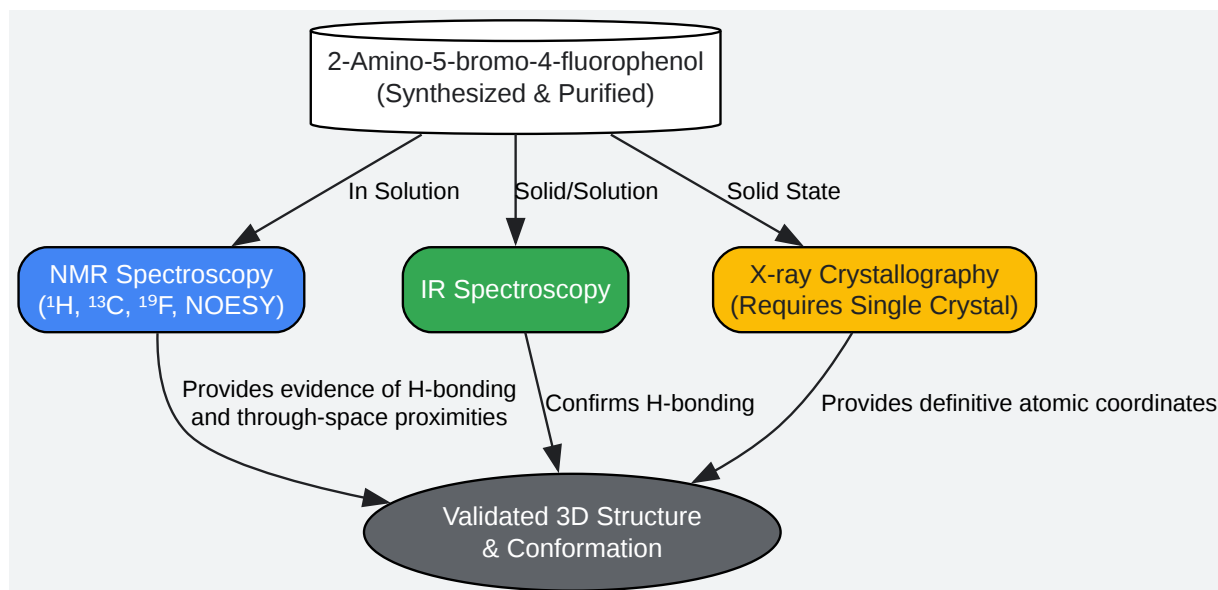 2-Amino-5-bromo-4-fluorophenol
(Synthesized & Purified)
In Solution
Solid/Solution
Solid State
NMR Spectroscopy
(¹H, ¹³C, ¹⁹F, NOESY)
IR Spectroscopy
X-ray Crystallography
(Requires Single Crystal)
Provides evidence of H-bonding
and through-space proximities
Confirms H-bonding
Provides definitive atomic coordinates
Validated 3D Structure
& Conformation